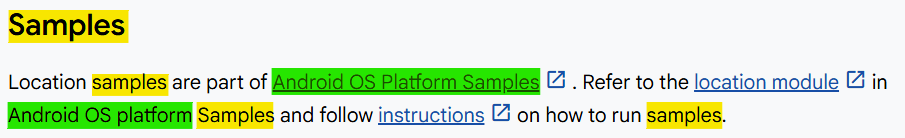 Samples
Location samples are part of Android OS Platform Samples . Refer to the location module in
Android OS platform Samples and follow instructions on how to run samples.